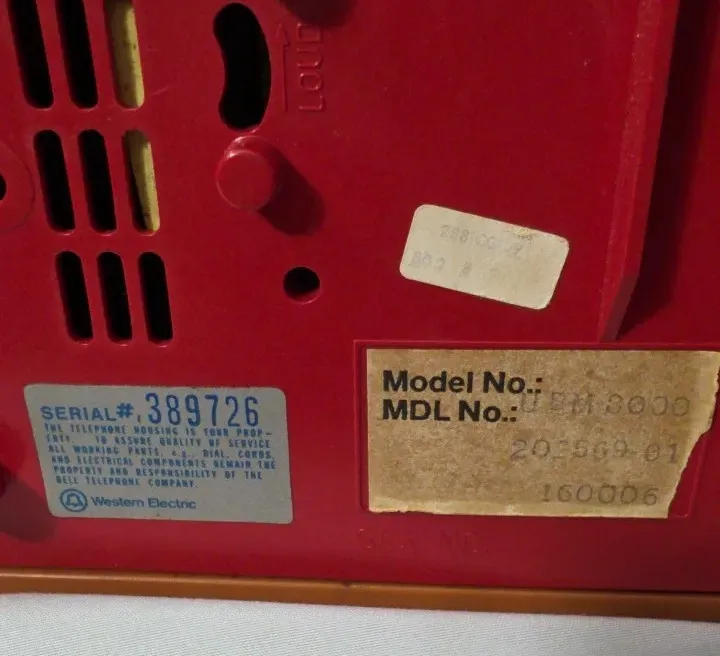 LOUD
SERIAL# 389726
THE TELEPHONE HOUSING IS YOUR PROP-
ERTY. TO ASSURE QUALITY OF SERVICE
ALL WORKING PARTS, e.g., DIAL, CORDS,
AND ELECTRICAL COMPONENTS REMAIN THE
PROPERTY AND RESPONSIBILITY OF THE
BELL TELEPHONE COMPANY.
Western Electric
Model No.:
MDL No.: 3000
160006